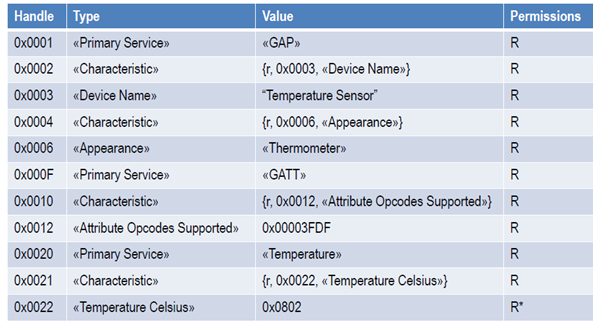 Handle Type Value Permissions
0x0001 «Primary Service» «GAP» R
0x0002 «Characteristic» {r, 0x0003, «Device Name»} R
0x0003 «Device Name» “Temperature Sensor” R
0x0004 «Characteristic» {r, 0x0006, «Appearance»} R
0x0006 «Appearance» «Thermometer» R
0x000F «Primary Service» «GATT» R
0x0010 «Characteristic» {r, 0x0012, «Attribute Opcodes Supported»} R
0x0012 «Attribute Opcodes Supported» 0x00003FDF R
0x0020 «Primary Service» «Temperature» R
0x0021 «Characteristic» {r, 0x0022, «Temperature Celsius»} R
0x0022 «Temperature Celsius» 0x0802 R*